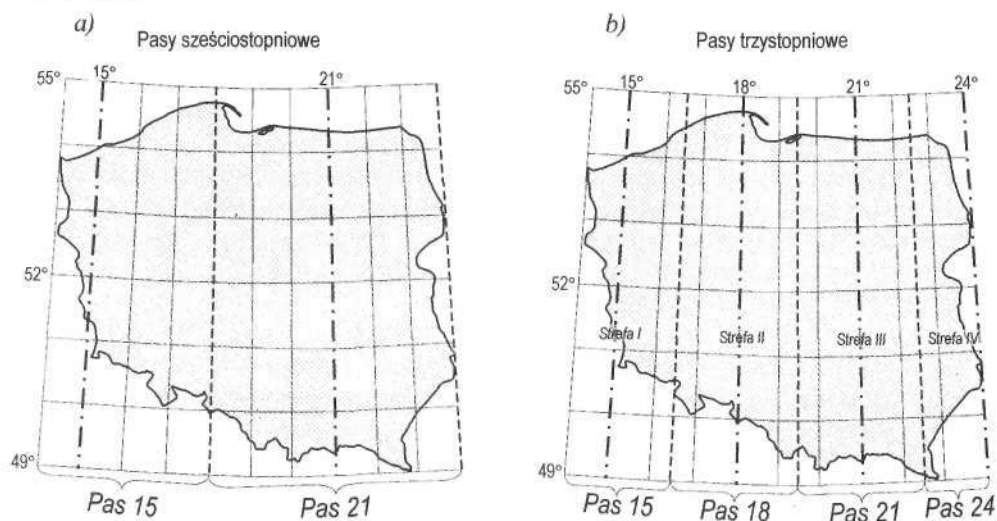 a)
Pasy sześciostopniowe
55°
15°
21°
52°
49°
Pas 15
Pas 21
b)
Pasy trzystopniowe
55°
15°
18°
21°
24°
52°
Strefa I
Strefa II
Strefa III
Strefa IV
49°
Pas 15
Pas 18
Pas 21
Pas 24